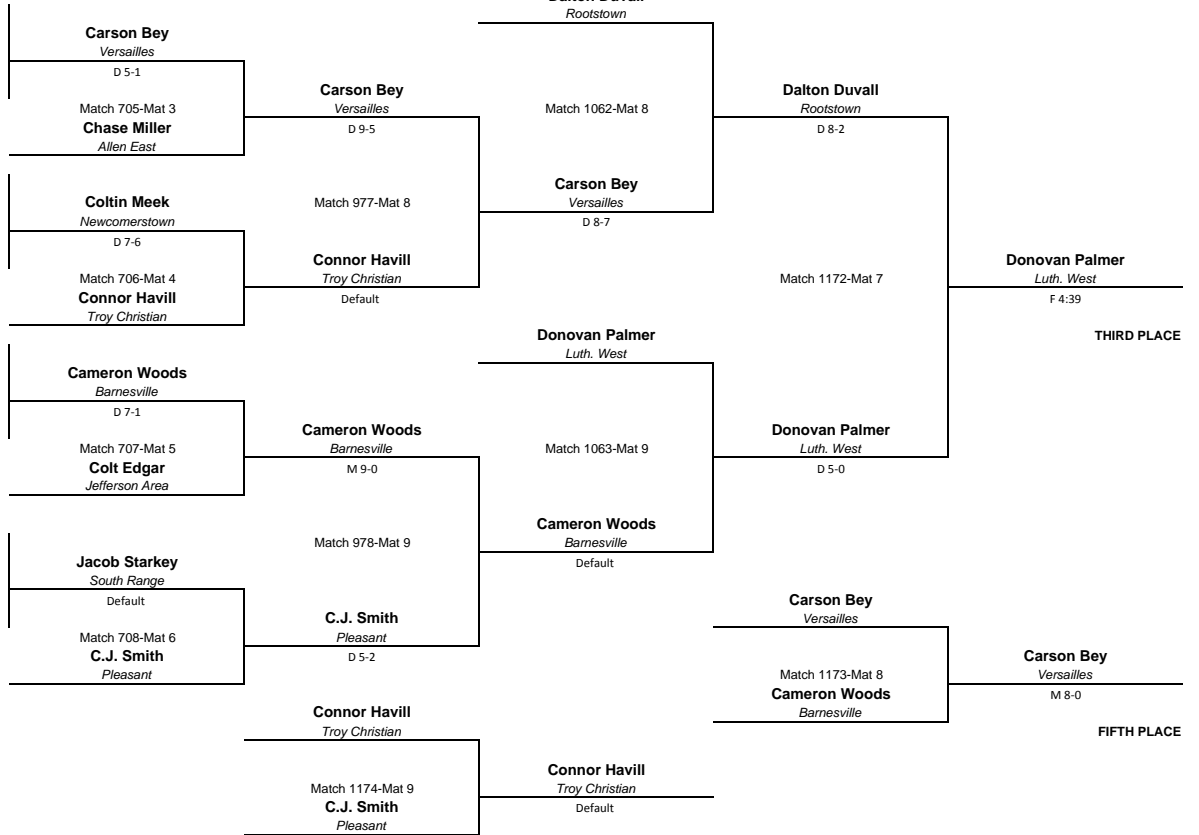 Rootstown
Carson Bey
Versailles
D 5-1
Match 705-Mat 3
Chase Miller
Allen East
Coltin Meek
Newcomerstown
D 7-6
Match 706-Mat 4
Connor Havill
Troy Christian
Cameron Woods
Barnesville
D 7-1
Match 707-Mat 5
Colt Edgar
Jefferson Area
Jacob Starkey
South Range
Default
Match 708-Mat 6
C.J. Smith
Pleasant
Carson Bey
Versailles
D 9-5
Match 977-Mat 8
Connor Havill
Troy Christian
Default
Cameron Woods
Barnesville
M 9-0
Match 978-Mat 9
C.J. Smith
Pleasant
D 5-2
Connor Havill
Troy Christian
Match 1174-Mat 9
C.J. Smith
Pleasant
Match 1062-Mat 8
Carson Bey
Versailles
D 8-7
Donovan Palmer
Luth. West
Match 1063-Mat 9
Cameron Woods
Barnesville
Default
Connor Havill
Troy Christian
Default
Dalton Duvall
Rootstown
D 8-2
Match 1172-Mat 7
Donovan Palmer
Luth. West
D 5-0
Carson Bey
Versailles
Match 1173-Mat 8
Cameron Woods
Barnesville
Donovan Palmer
Luth. West
F 4:39
THIRD PLACE
Carson Bey
Versailles
M 8-0
FIFTH PLACE